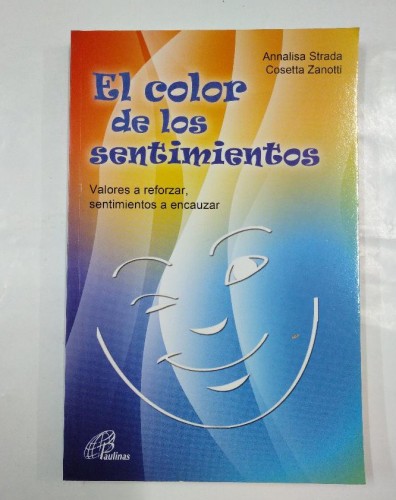 Annalisa Strada
Cosetta Zanotti
El color
de los
sentimientos
Valores a reforzar,
sentimientos a encauzar
Paulinas